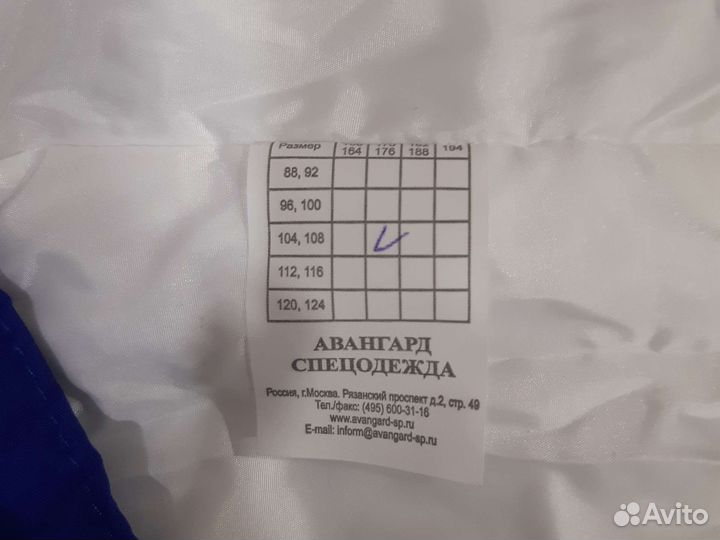 Размер 164 176 188 194
88, 92
96, 100
104, 108
112, 116
120, 124
АВАНГАРД
СПЕЦОДЕЖДА
Россия, г.Москва. Рязанский проспект д.2, стр. 49
Тел./факс: (495) 600-31-16
www.avangard-sp.ru
E-mail: inform@avangard-sp.ru
Avito